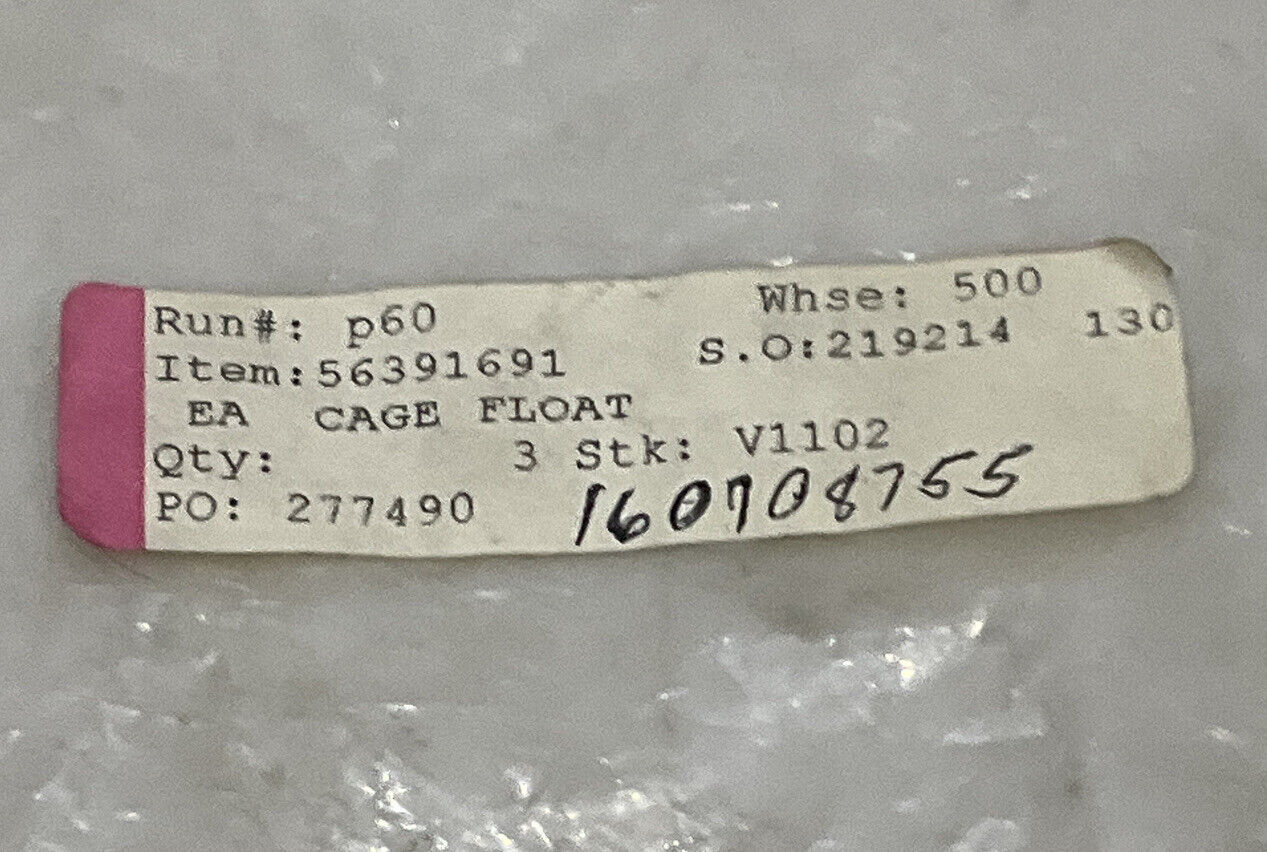 Run#: p60 Whse: 500
Item:56391691 S.O:219214 130
EA CAGE FLOAT
Qty: 3 Stk: V1102
PO: 277490 160708755